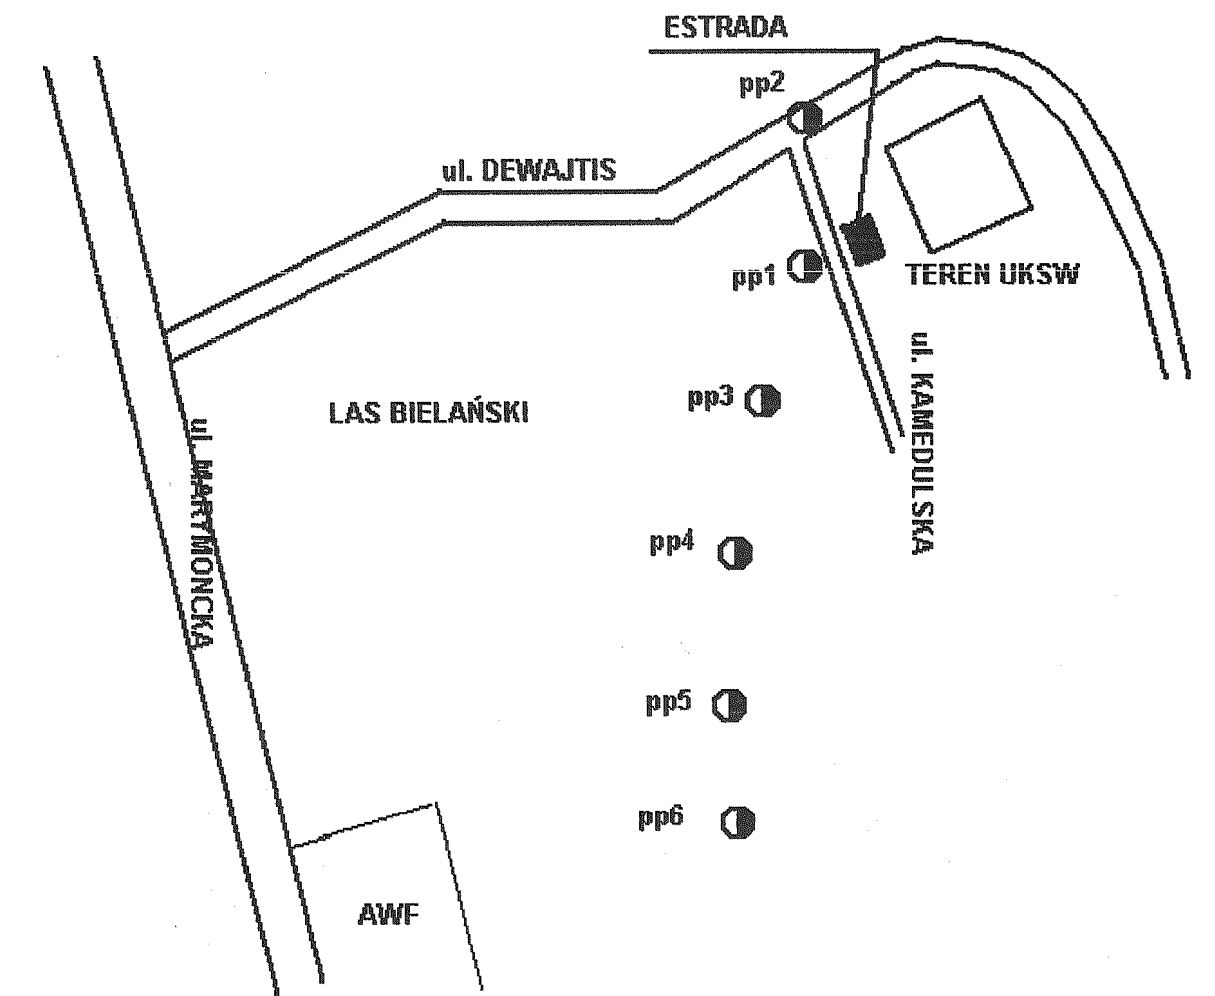 ESTRADA
pp2
ul. DEWAJTIS
pp1
TEREN UKSW
ul. KAMEDULSKA
pp3
LAS BIELAŃSKI
ul. MARYMONCKA
pp4
pp5
pp6
AWF